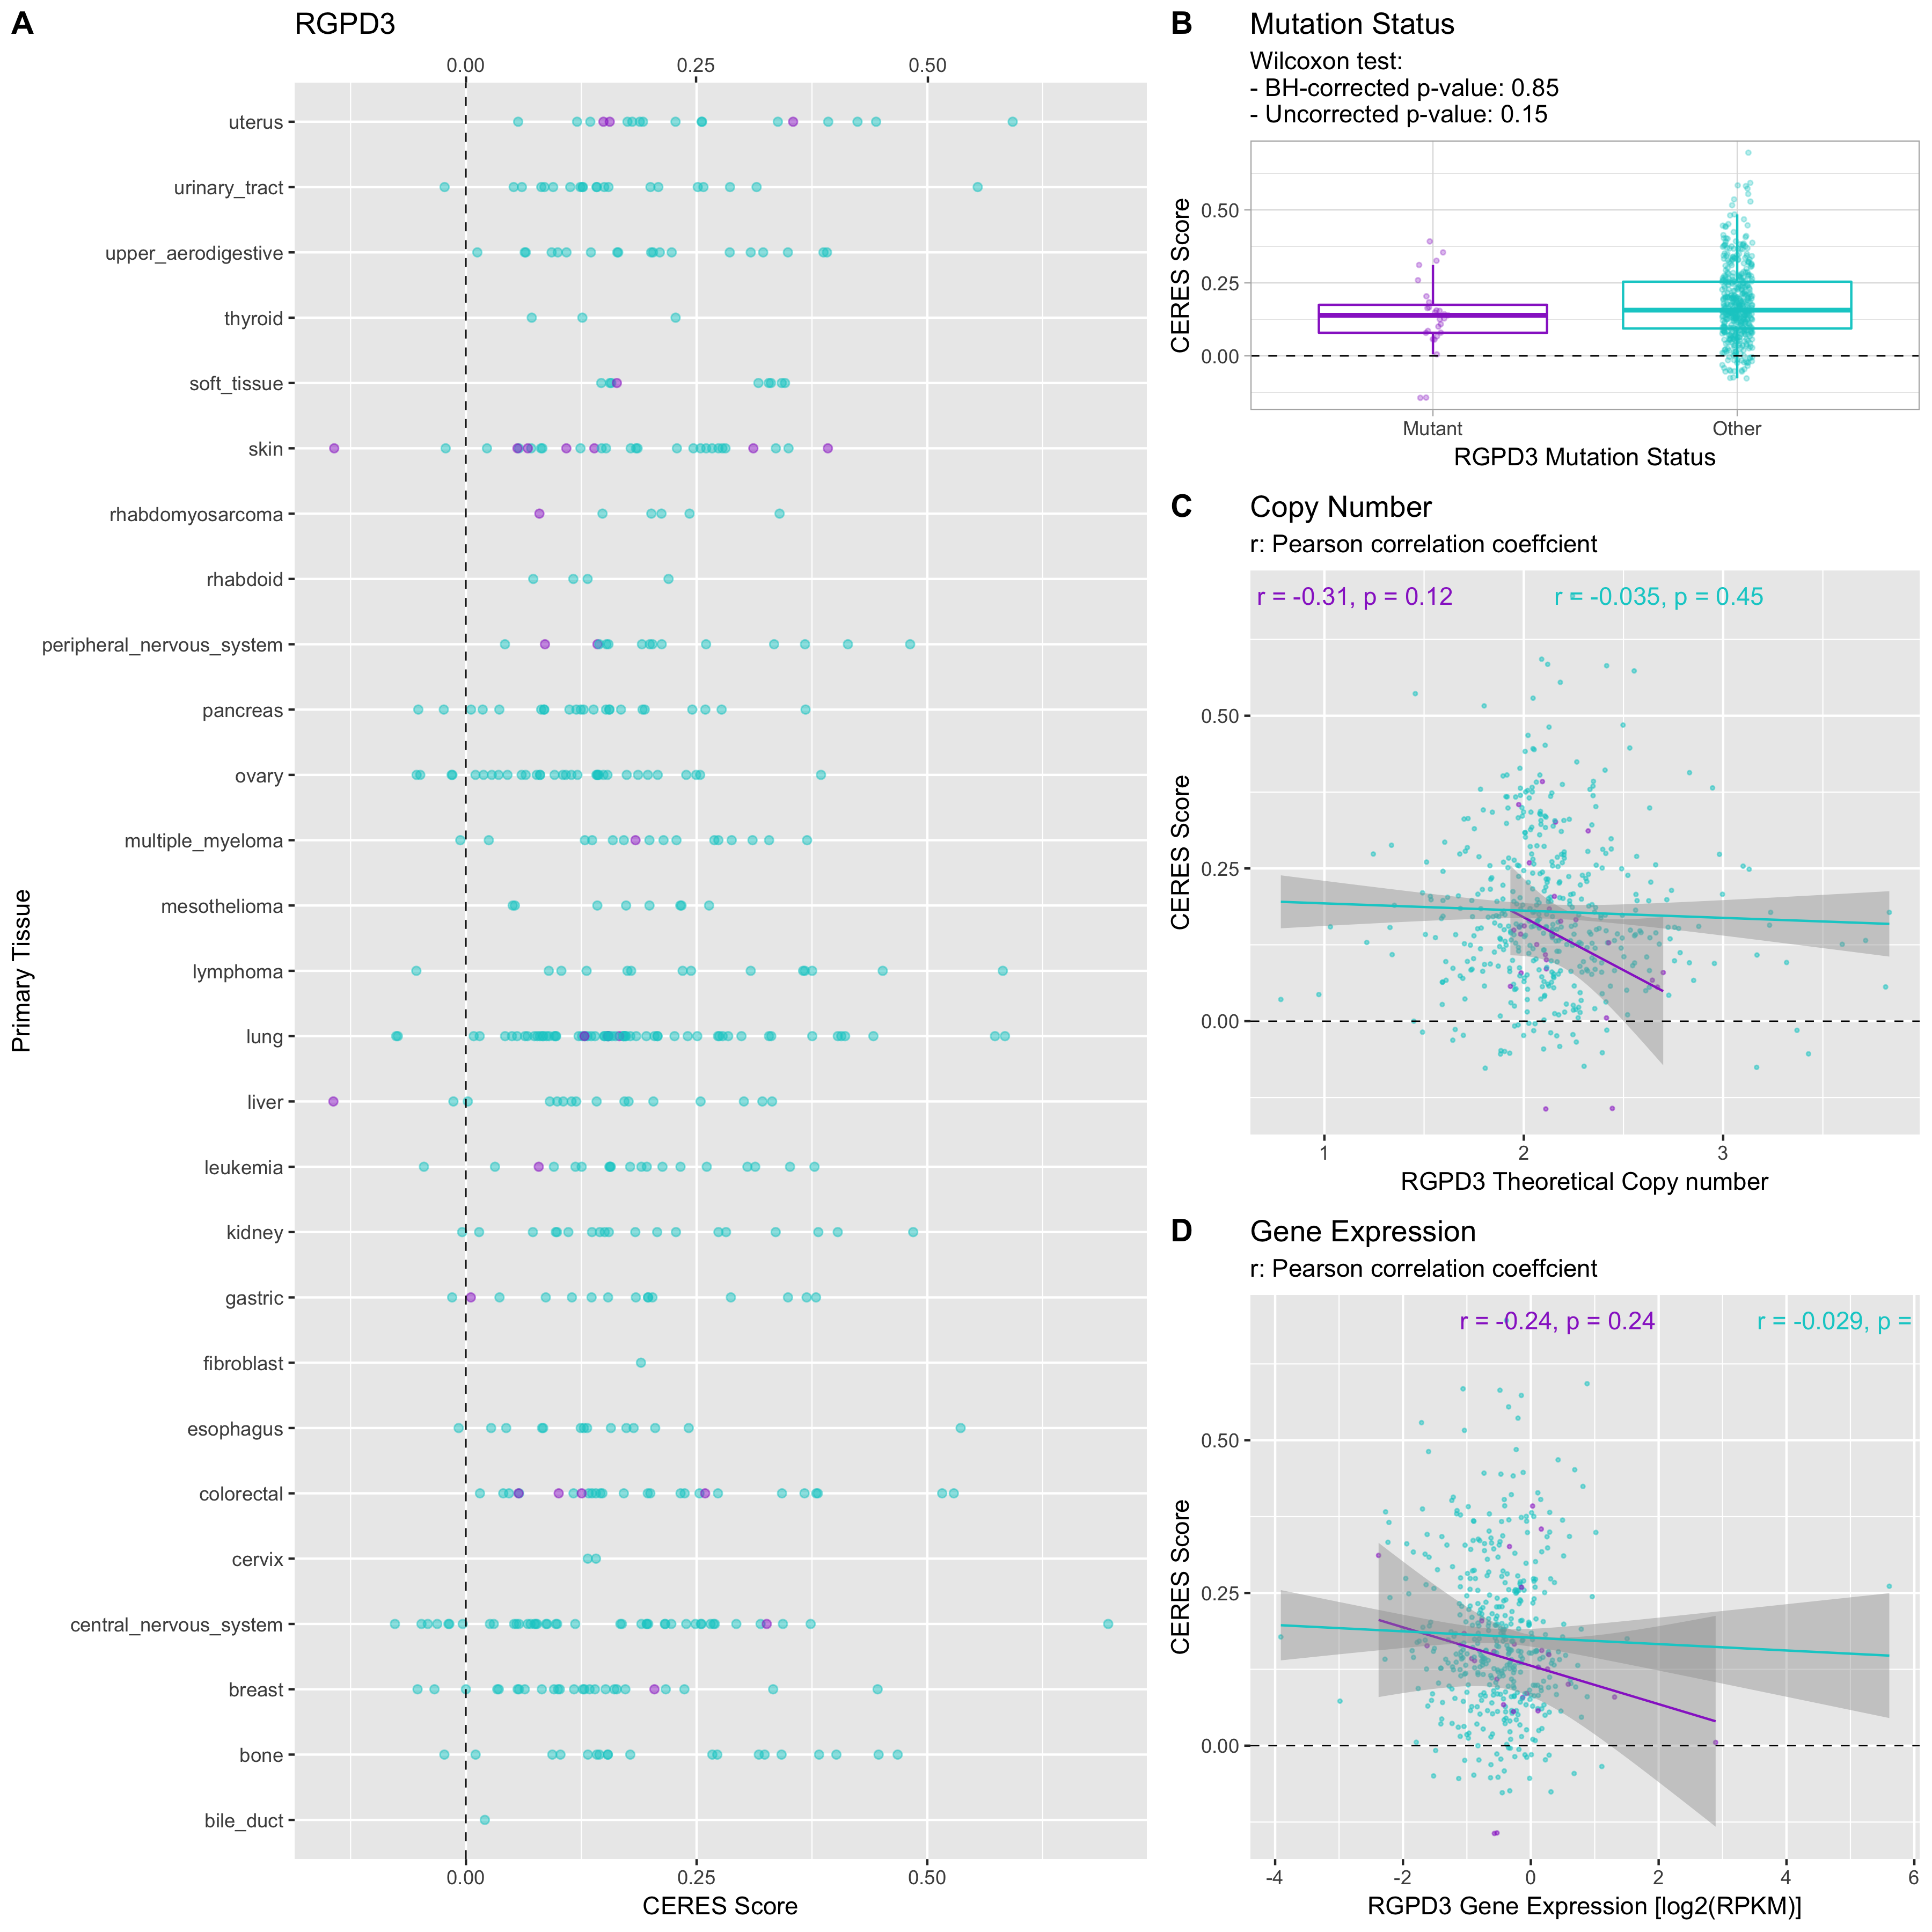 A
RGPD3
0.00 0.25 0.50
uterus
urinary_tract
upper_aerodigestive
thyroid
soft_tissue
skin
rhabdomyosarcoma
rhabdoid
peripheral_nervous_system
pancreas
ovary
multiple_myeloma
mesothelioma
lymphoma
lung
liver
leukemia
kidney
gastric
fibroblast
esophagus
colorectal
cervix
central_nervous_system
breast
bone
bile_duct
Primary Tissue
0.00 0.25 0.50
CERES Score
B
Mutation Status
Wilcoxon test:
- BH-corrected p-value: 0.85
- Uncorrected p-value: 0.15
CERES Score
0.50
0.25
0.00
Mutant Other
RGPD3 Mutation Status
C
Copy Number
r: Pearson correlation coeffcient
r = -0.31, p = 0.12
r = -0.035, p = 0.45
CERES Score
0.50
0.25
0.00
1 2 3
RGPD3 Theoretical Copy number
D
Gene Expression
r: Pearson correlation coeffcient
r = -0.24, p = 0.24
r = -0.029, p =
CERES Score
0.50
0.25
0.00
-4 -2 0 2 4 6
RGPD3 Gene Expression [log2(RPKM)]